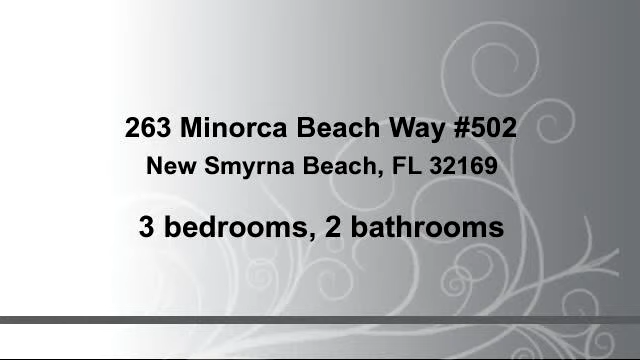 263 Minorca Beach Way #502
New Smyrna Beach, FL 32169
3 bedrooms, 2 bathrooms